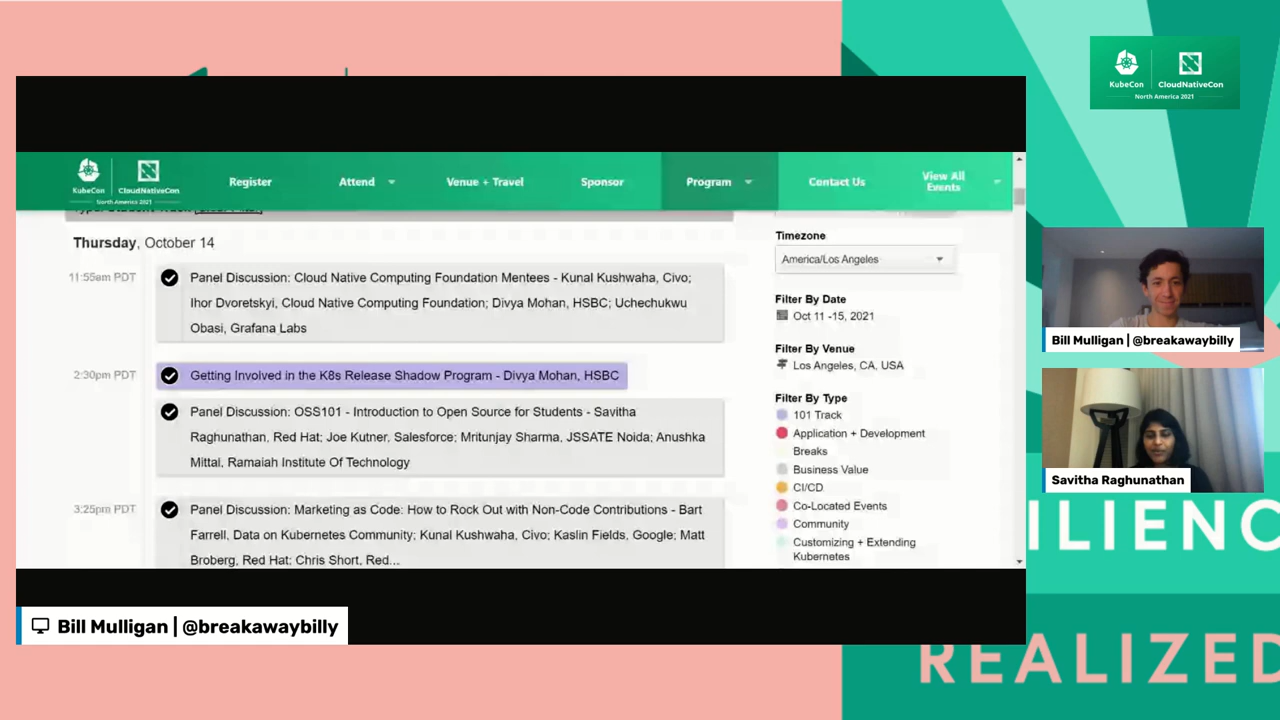 KubeCon
CloudNativeCon
North America 2021
KubeCon
CloudNativeCon
North America 2021
Register
Attend
Venue + Travel
Sponsor
Program
Contact Us
View All
Events
Thursday, October 14
11:55am PDT
Panel Discussion: Cloud Native Computing Foundation Mentees - Kunal Kushwaha, Civo;
Ihor Dvoretskyi, Cloud Native Computing Foundation; Divya Mohan, HSBC; Uchechukwu
Obasi, Grafana Labs
2:30pm PDT
Getting Involved in the K8s Release Shadow Program - Divya Mohan, HSBC
Panel Discussion: OSS101 - Introduction to Open Source for Students - Savitha
Raghunathan, Red Hat; Joe Kutner, Salesforce; Mritunjay Sharma, JSSATE Noida; Anushka
Mittal, Ramaiah Institute Of Technology
3:25pm PDT
Panel Discussion: Marketing as Code: How to Rock Out with Non-Code Contributions - Bart
Farrell, Data on Kubernetes Community; Kunal Kushwaha, Civo; Kaslin Fields, Google; Matt
Broberg, Red Hat; Chris Short, Red...
Timezone
America/Los Angeles
Filter By Date
Oct 11 -15, 2021
Filter By Venue
Los Angeles, CA, USA
Filter By Type
101 Track
Application + Development
Breaks
Business Value
CI/CD
Co-Located Events
Community
Customizing + Extending
Kubernetes
Bill Mulligan | @breakawaybilly
Savitha Raghunathan
ILIENC
REALIZED
Bill Mulligan | @breakawaybilly